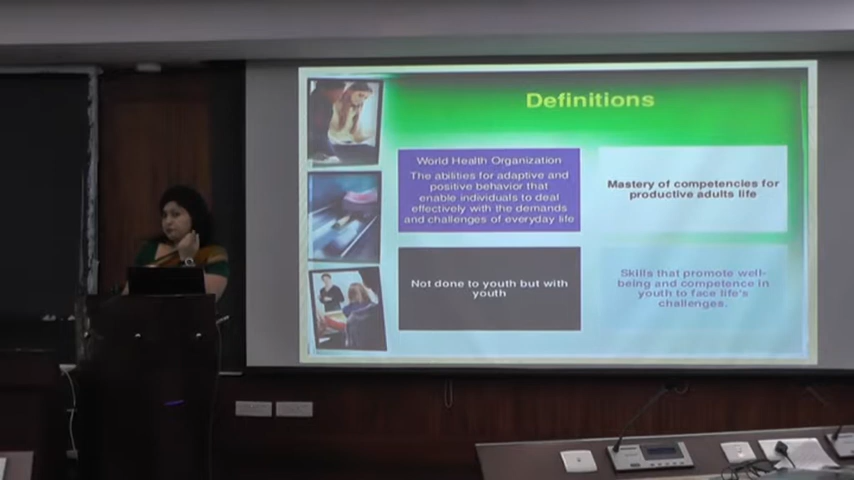 Definitions
World Health Organization
The abilities for adaptive and
positive behavior that
enable individuals to deal
effectively with the demands
and challenges of everyday life
Mastery of competencies for
productive adults life
Not done to youth but with
youth
Skills that promote well-
being and competence in
youth to face life's
challenges.